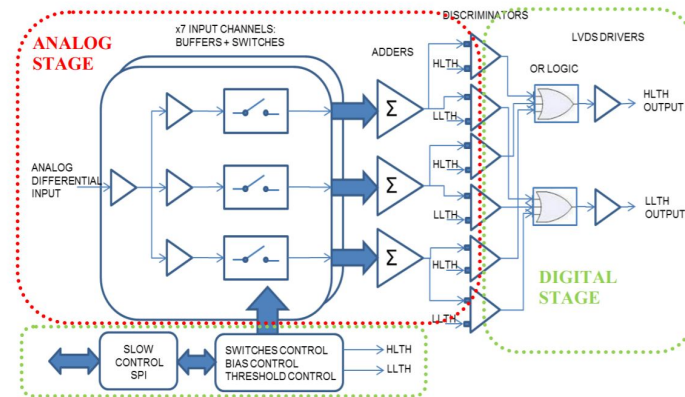 DISCRIMINATORS
x7 INPUT CHANNELS:
BUFFERS + SWITCHES
LVDS DRIVERS
ANALOG
STAGE
ADDERS
HLTH
OR LOGIC
Σ
LLTH
HLTH
OUTPUT
HLTH
ANALOG
DIFFERENTIAL
INPUT
Σ
LLTH
LLTH
OUTPUT
Σ
HLTH
DIGITAL
STAGE
LLTH
SLOW
CONTROL
SPI
SWITCHES CONTROL
BIAS CONTROL
THRESHOLD CONTROL
HLTH
LLTH